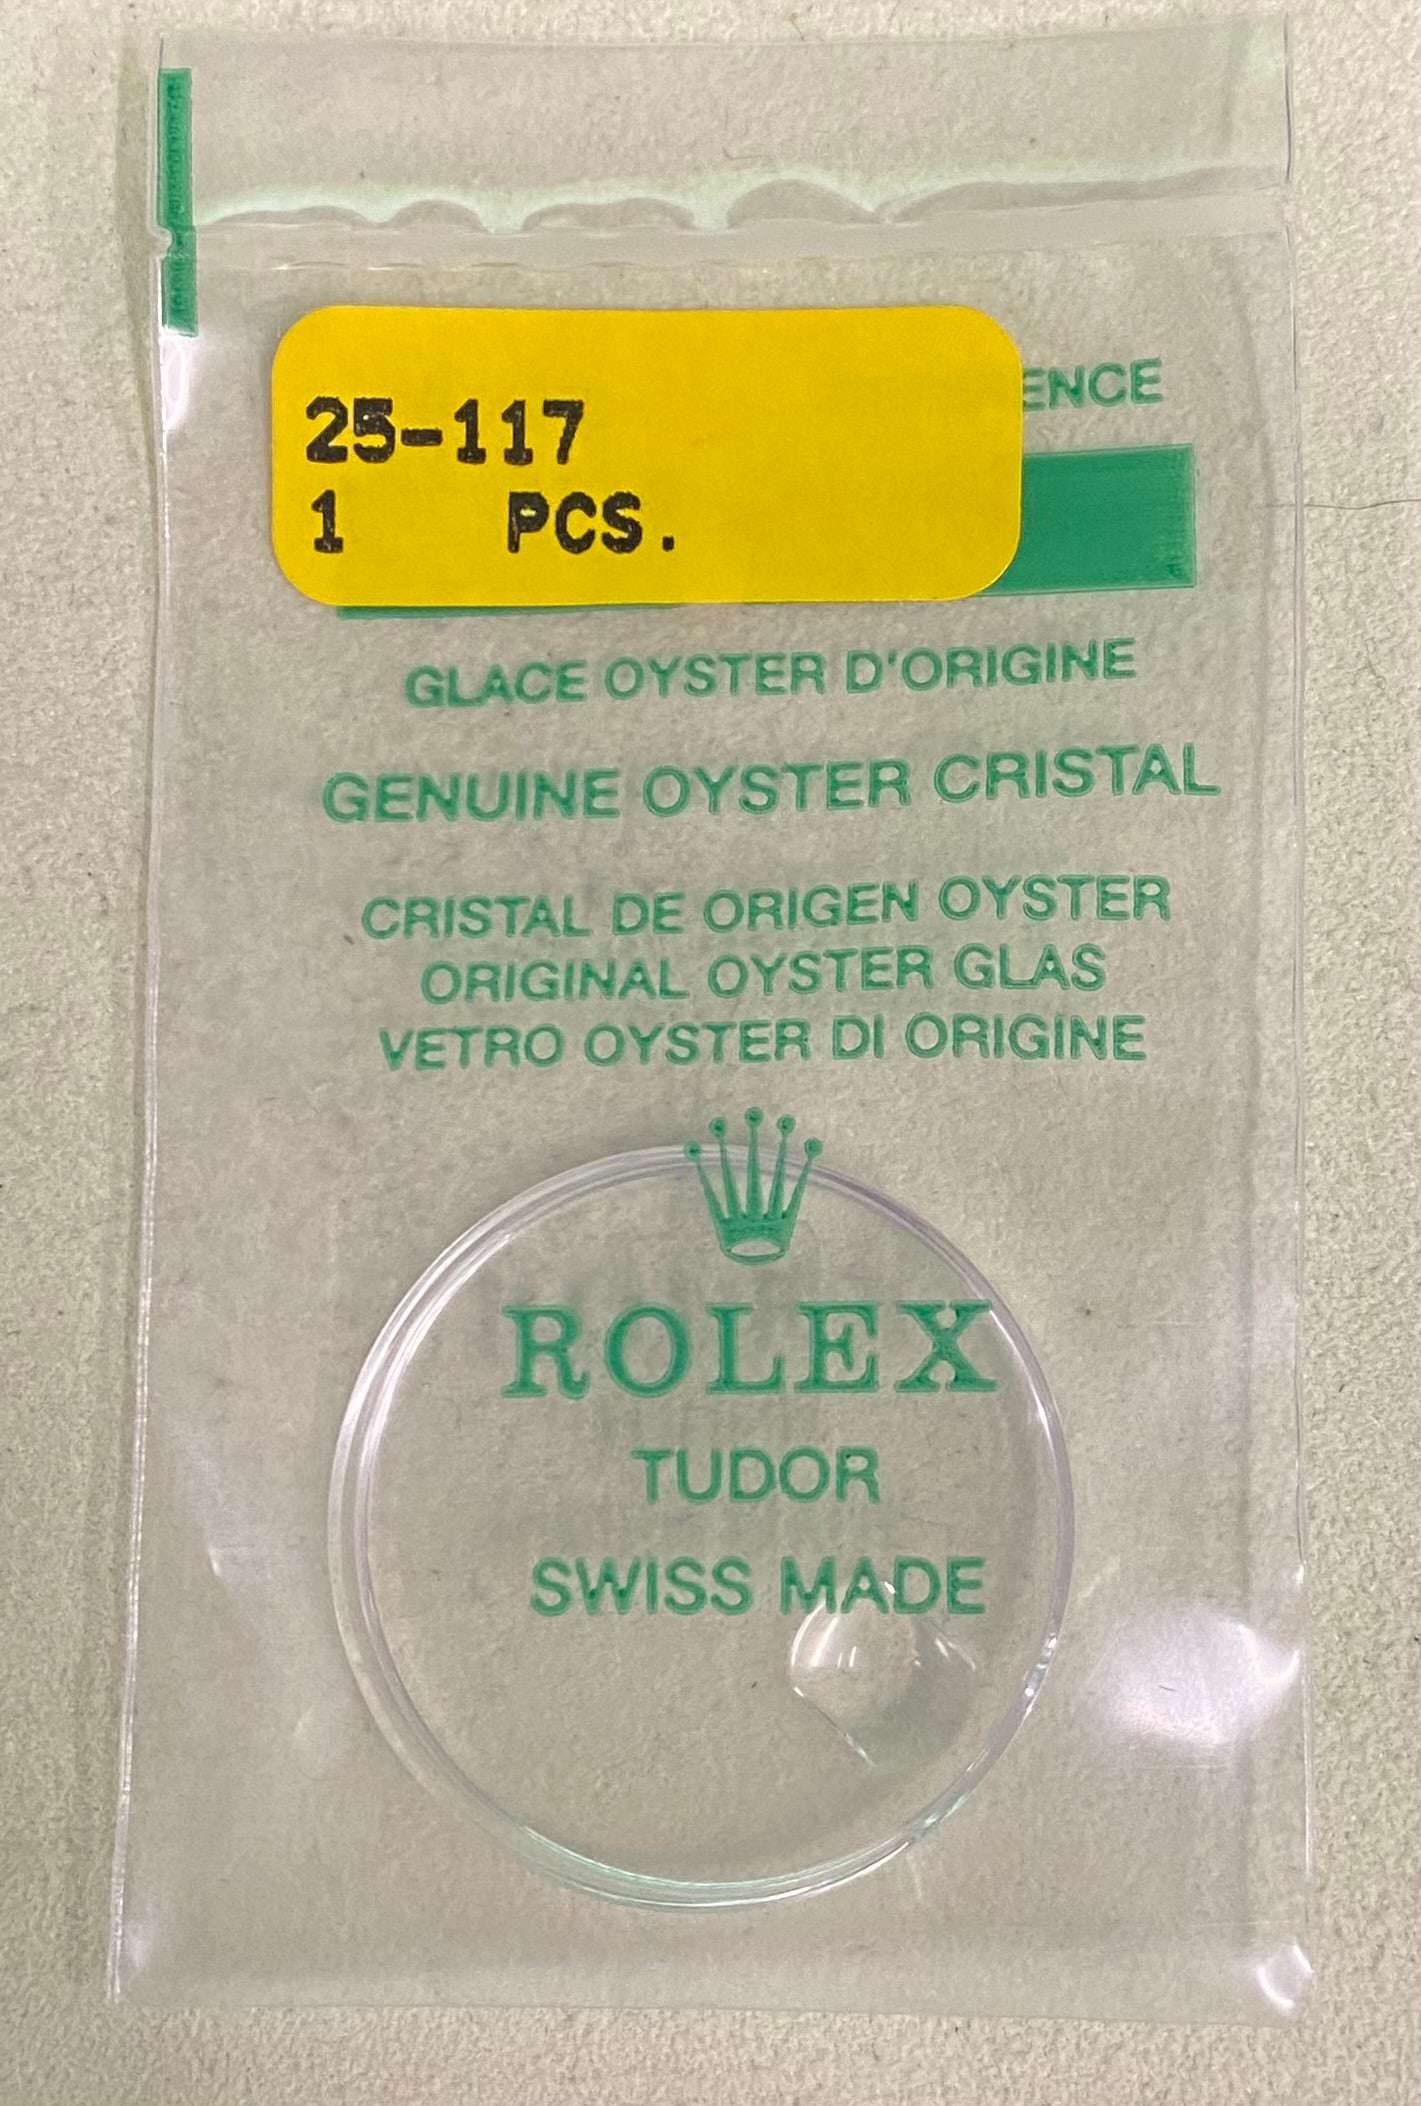 25-117
1 PCS.
ENCE
GLACE OYSTER D'ORIGINE
GENUINE OYSTER CRISTAL
CRISTAL DE ORIGEN OYSTER
ORIGINAL OYSTER GLAS
VETRO OYSTER DI ORIGINE
ROLEX
TUDOR
SWISS MADE